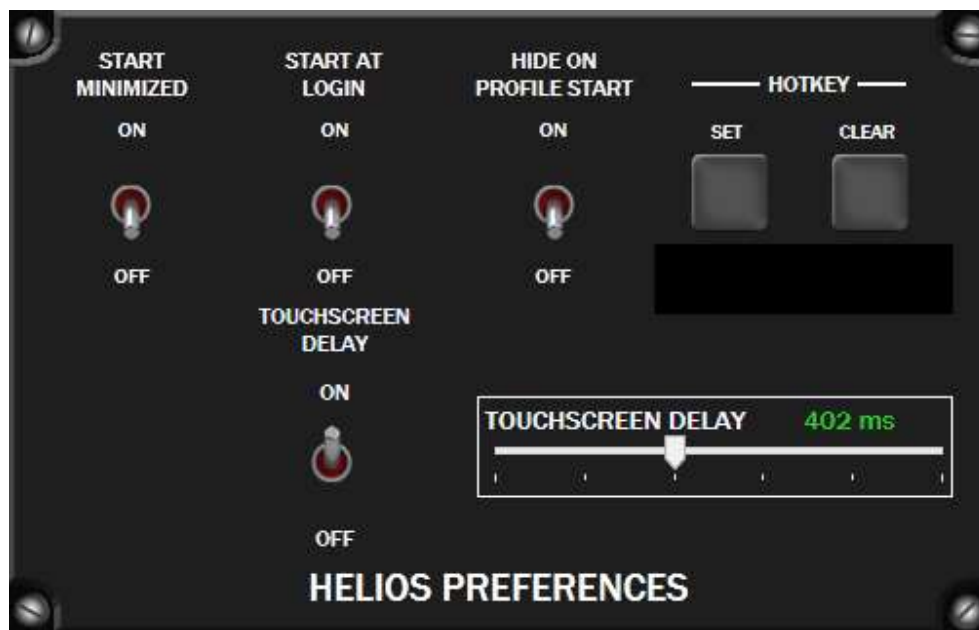 START
MINIMIZED
ON
OFF
START AT
LOGIN
ON
OFF
HIDE ON
PROFILE START
ON
OFF
HOTKEY
SET
CLEAR
TOUCHSCREEN
DELAY
ON
OFF
TOUCHSCREEN DELAY 402 ms
HELIOS PREFERENCES